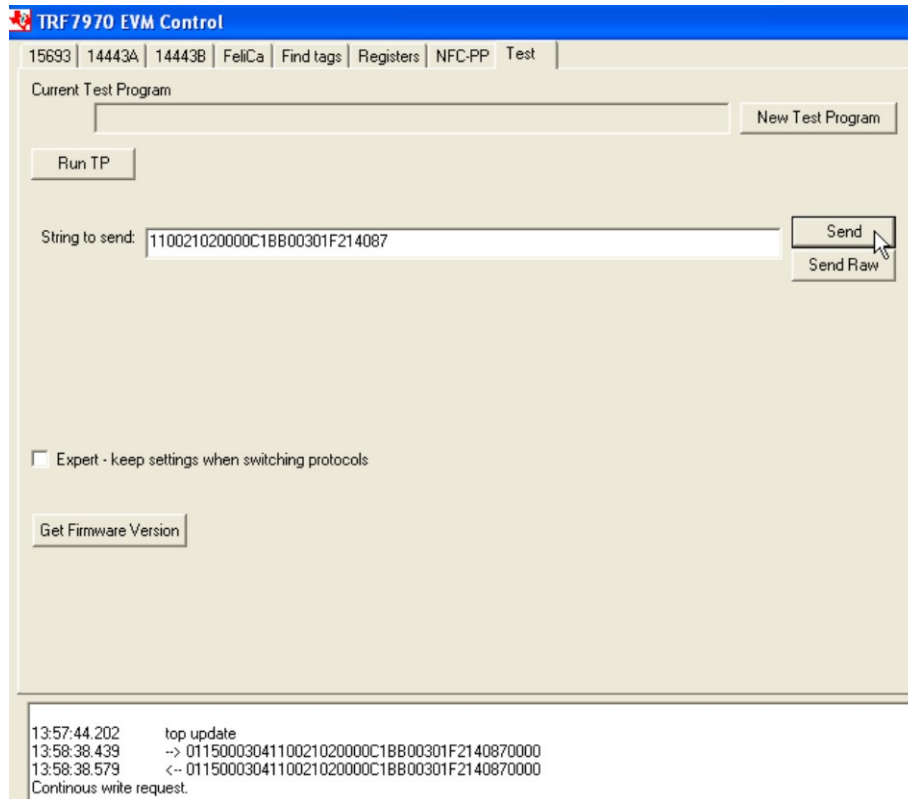 TRF7970 EVM Control
15693 14443A 14443B FeliCa Find tags Registers NFC-PP Test
Current Test Program
New Test Program
Run TP
String to send: 110021020000C1BB00301F214087 Send
Send Raw
Expert - keep settings when switching protocols
Get Firmware Version
13:57:44.202 top update
13:58:38.439 --> 0115000304110021020000C1BB00301F2140870000
13:58:38.579 <-- 0115000304110021020000C1BB00301F2140870000
Continous write request.